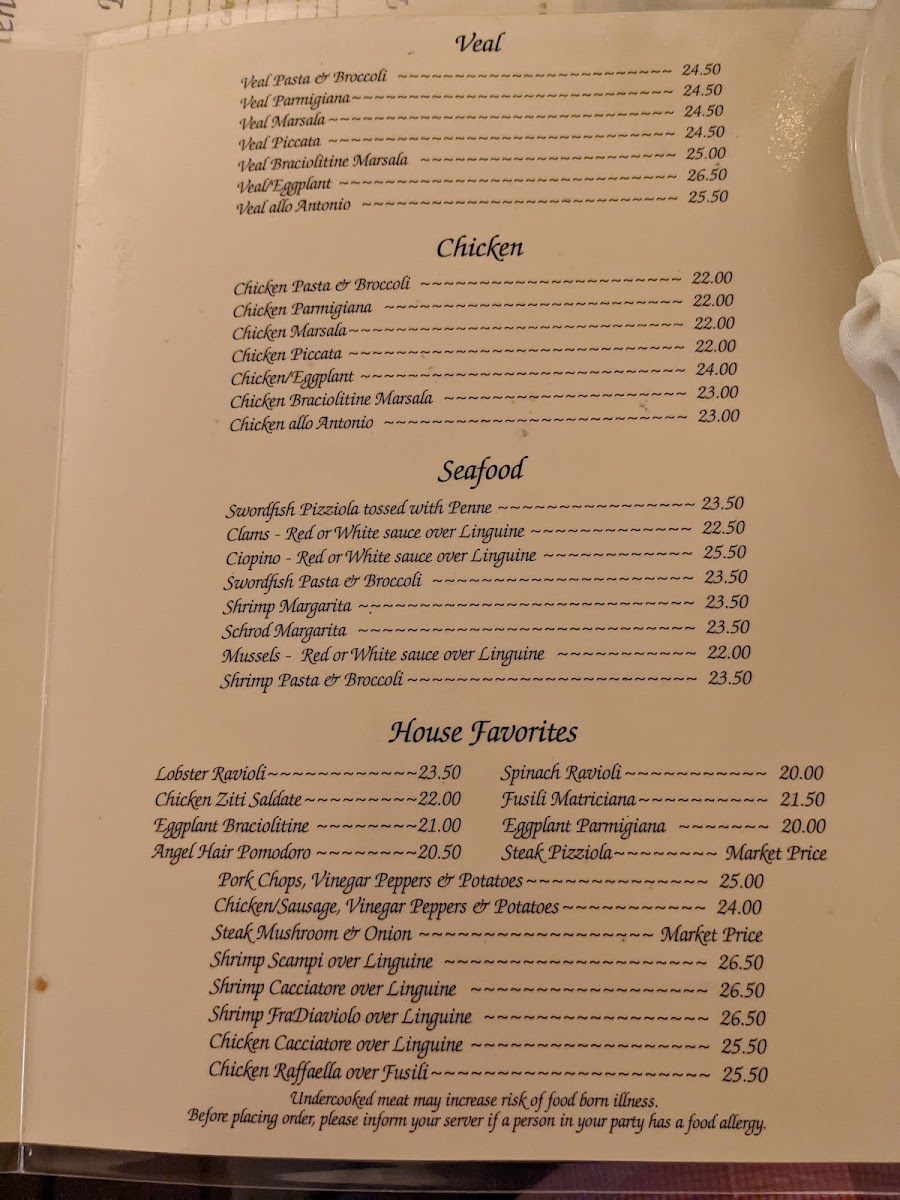 Veal
Veal Pasta & Broccoli ~~~~~~~~~~~~~~~~~~~~~~~~ 24.50
Veal Parmigiana~~~~~~~~~~~~~~~~~~~~~~~~~~~~ 24.50
Veal Marsala~~~~~~~~~~~~~~~~~~~~~~~~~~~~~~ 24.50
Veal Piccata ~~~~~~~~~~~~~~~~~~~~~~~~~~~~~~ 24.50
Veal Braciolitine Marsala ~~~~~~~~~~~~~~~~~~~~~~ 25.00
Veal/Eggplant ~~~~~~~~~~~~~~~~~~~~~~~~~~~~~ 26.50
Veal allo Antonio ~~~~~~~~~~~~~~~~~~~~~~~~~~~ 25.50
Chicken
Chicken Pasta & Broccoli ~~~~~~~~~~~~~~~~~~~~~~ 22.00
Chicken Parmigiana ~~~~~~~~~~~~~~~~~~~~~~~~~ 22.00
Chicken Marsala~~~~~~~~~~~~~~~~~~~~~~~~~~~~ 22.00
Chicken Piccata ~~~~~~~~~~~~~~~~~~~~~~~~~~~~ 22.00
Chicken/Eggplant ~~~~~~~~~~~~~~~~~~~~~~~~~~~ 24.00
Chicken Braciolitine Marsala ~~~~~~~~~~~~~~~~~~~~ 23.00
Chicken allo Antonio ~~~~~~~~~~~~~~~~~~~~~~~~~ 23.00
Seafood
Swordfish Pizziola tossed with Penne ~~~~~~~~~~~~~~~~ 23.50
Clams - Red or White sauce over Linguine ~~~~~~~~~~~~~ 22.50
Ciopino - Red or White sauce over Linguine ~~~~~~~~~~~~ 25.50
Swordfish Pasta & Broccoli ~~~~~~~~~~~~~~~~~~~~~ 23.50
Shrimp Margarita ~~~~~~~~~~~~~~~~~~~~~~~~~~~ 23.50
Schrod Margarita ~~~~~~~~~~~~~~~~~~~~~~~~~~~ 23.50
Mussels - Red or White sauce over Linguine ~~~~~~~~~~~ 22.00
Shrimp Pasta & Broccoli~~~~~~~~~~~~~~~~~~~~~~~ 23.50
House Favorites
Lobster Ravioli~~~~~~~~~~~~23.50 Spinach Ravioli~~~~~~~~~~~ 20.00
Chicken Ziti Saldate~~~~~~~~~22.00 Fusili Matriciana~~~~~~~~~~ 21.50
Eggplant Braciolitine ~~~~~~~~21.00 Eggplant Parmigiana ~~~~~~~ 20.00
Angel Hair Pomodoro ~~~~~~~~20.50 Steak Pizziola~~~~~~~~ Market Price
Pork Chops, Vinegar Peppers & Potatoes~~~~~~~~~~~~~~ 25.00
Chicken/Sausage, Vinegar Peppers & Potatoes~~~~~~~~~~~ 24.00
Steak Mushroom & Onion ~~~~~~~~~~~~~~~~~~ Market Price
Shrimp Scampi over Linguine ~~~~~~~~~~~~~~~~~~~~ 26.50
Shrimp Cacciatore over Linguine ~~~~~~~~~~~~~~~~~~ 26.50
Shrimp FraDiaviolo over Linguine ~~~~~~~~~~~~~~~~~ 26.50
Chicken Cacciatore over Linguine ~~~~~~~~~~~~~~~~~~ 25.50
Chicken Raffaella over Fusili~~~~~~~~~~~~~~~~~~~~~ 25.50
Undercooked meat may increase risk of food born illness.
Before placing order, please inform your server if a person in your party has a food allergy.